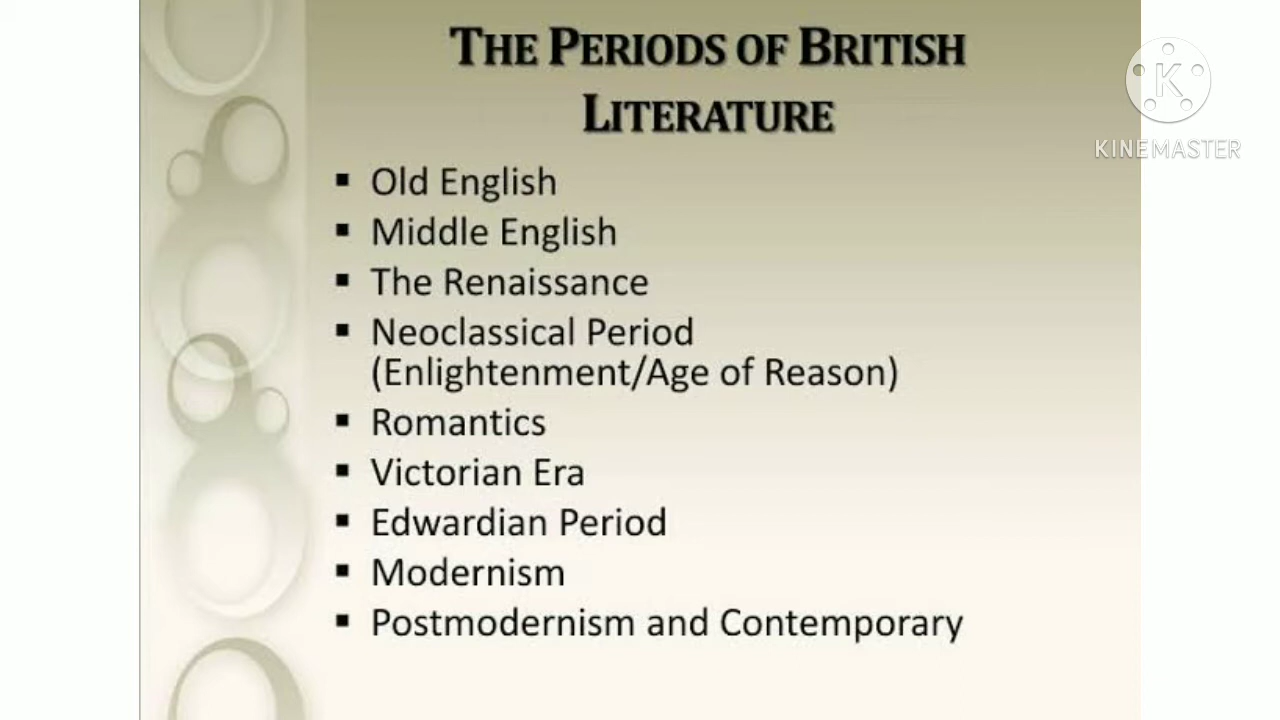 THE PERIODS OF BRITISH
LITERATURE
▪ Old English
▪ Middle English
▪ The Renaissance
▪ Neoclassical Period
(Enlightenment/Age of Reason)
▪ Romantics
▪ Victorian Era
▪ Edwardian Period
▪ Modernism
▪ Postmodernism and Contemporary
K
KINEMASTER